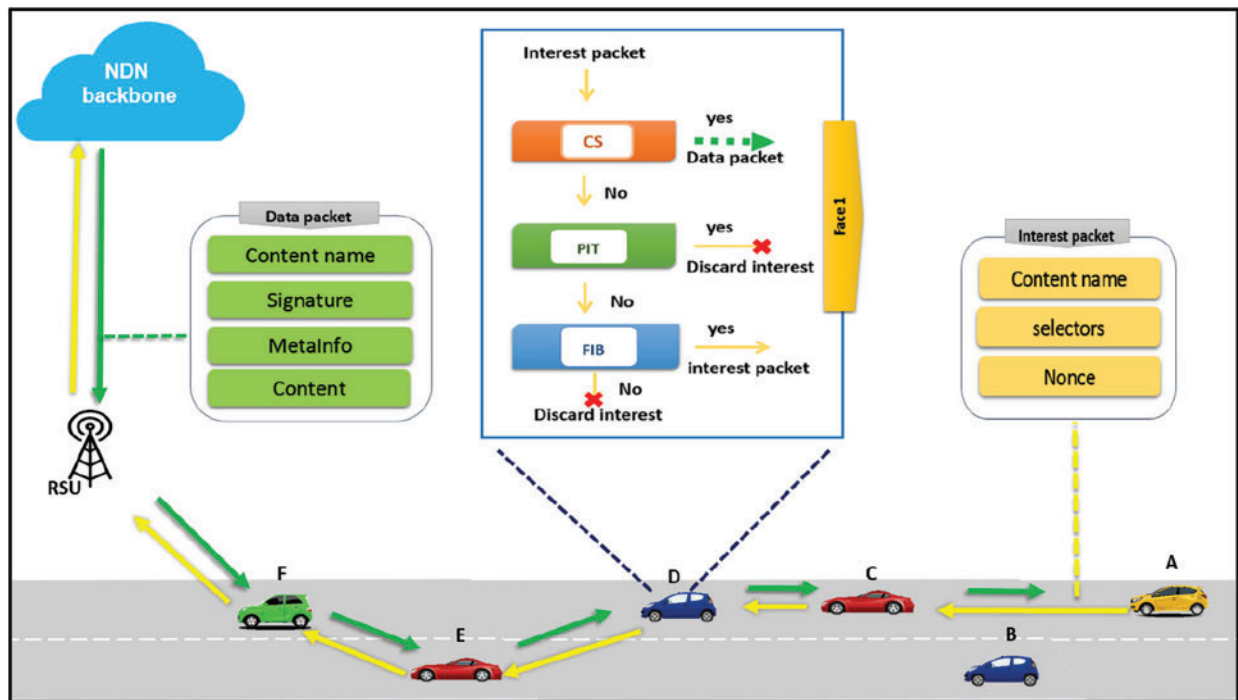 NDN
backbone
Data packet
Content name
Signature
MetaInfo
Content
RSU
Interest packet
CS
yes
Data packet
No
PIT
yes
Discard interest
No
FIB
yes
interest packet
No
Discard interest
Face1
Interest packet
Content name
selectors
Nonce
F
E
D
C
B
A